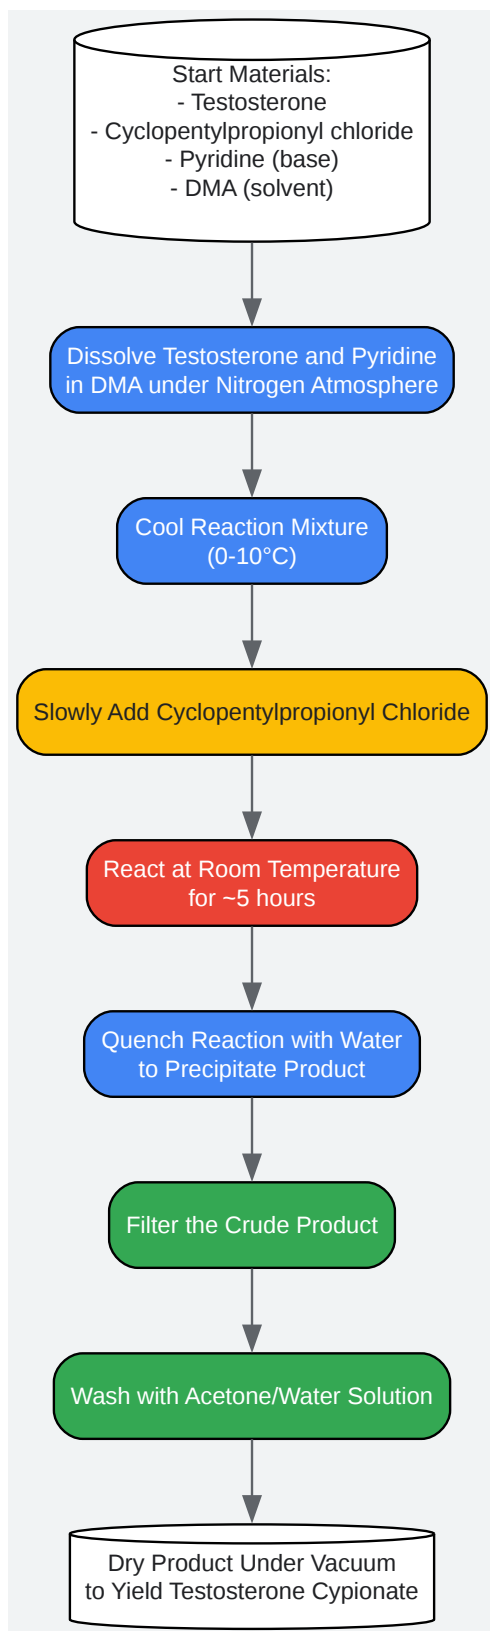 Start Materials:
- Testosterone
- Cyclopentylpropionyl chloride
- Pyridine (base)
- DMA (solvent)
Dissolve Testosterone and Pyridine
in DMA under Nitrogen Atmosphere
Cool Reaction Mixture
(0-10°C)
Slowly Add Cyclopentylpropionyl Chloride
React at Room Temperature
for ~5 hours
Quench Reaction with Water
to Precipitate Product
Filter the Crude Product
Wash with Acetone/Water Solution
Dry Product Under Vacuum
to Yield Testosterone Cypionate